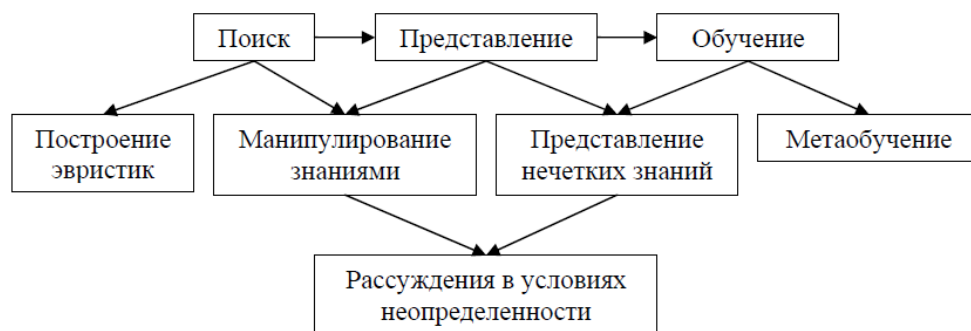 Поиск
Представление
Обучение
Построение
эвристик
Манипулирование
знаниями
Представление
нечетких знаний
Метаобучение
Рассуждения в условиях
неопределенности